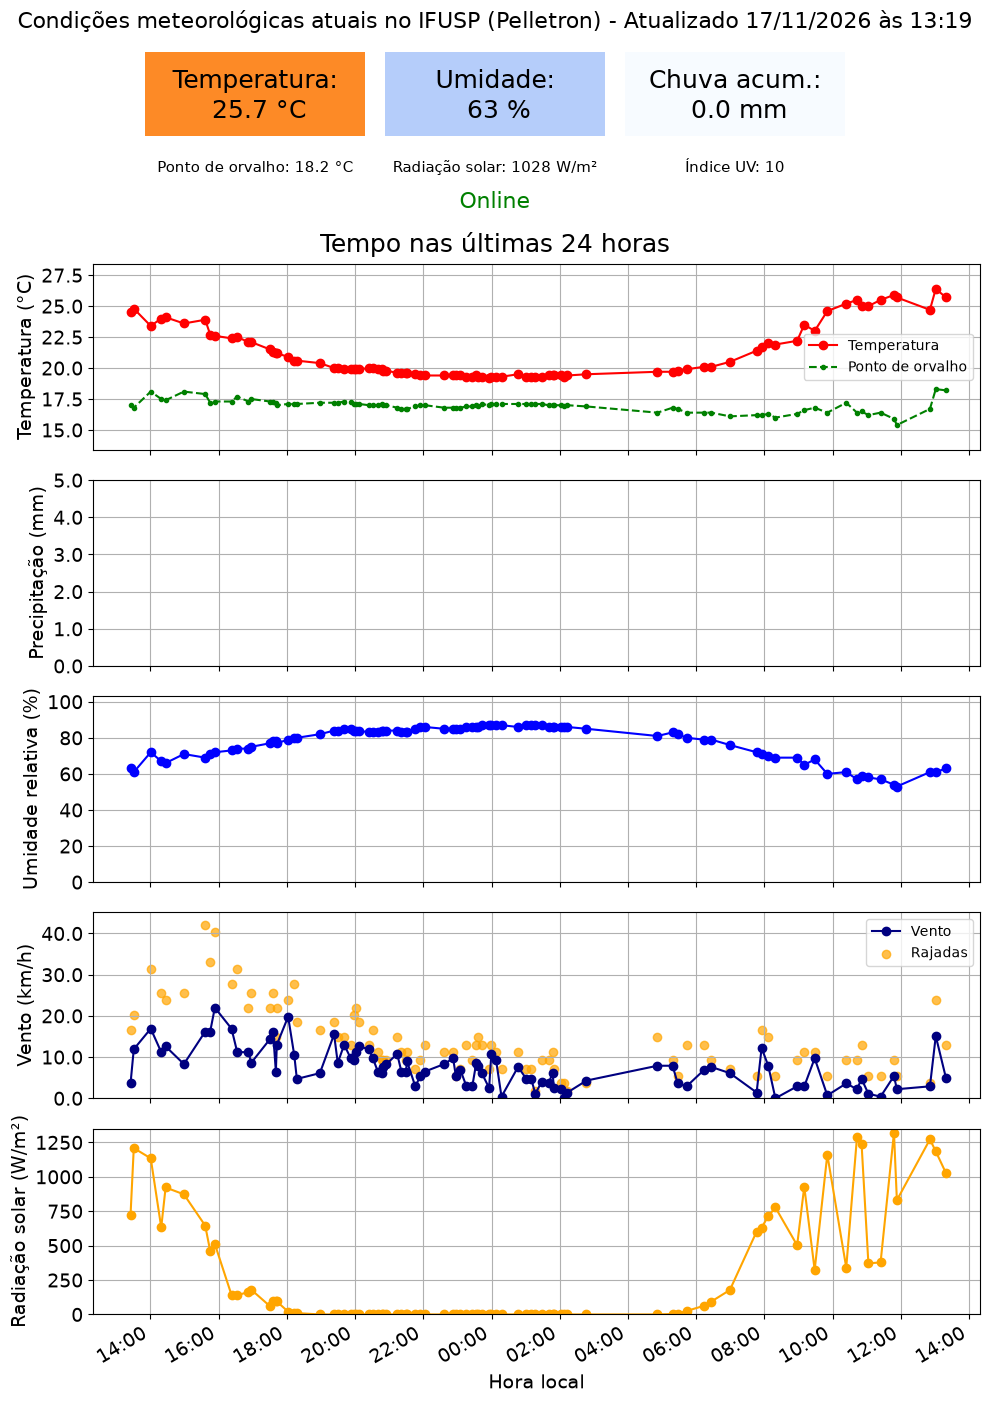 Condições meteorológicas atuais no IFUSP (Pelletron) - Atualizado 17/11/2026 às 13:19
Temperatura:
25.7 °C
Umidade:
63 %
Chuva acum.:
0.0 mm
Ponto de orvalho: 18.2 °C
Radiação solar: 1028 W/m²
Índice UV: 10
Online
Tempo nas últimas 24 horas
Temperatura (°C)
27.5
25.0
22.5
20.0
17.5
15.0
Temperatura
Ponto de orvalho
Precipitação (mm)
5.0
4.0
3.0
2.0
1.0
0.0
Umidade relativa (%)
100
80
60
40
20
0
Vento (km/h)
40.0
30.0
20.0
10.0
0.0
Vento
Rajadas
Radiação solar (W/m²)
1250
1000
750
500
250
0
14:00
16:00
18:00
20:00
22:00
00:00
02:00
04:00
06:00
08:00
10:00
12:00
14:00
Hora local